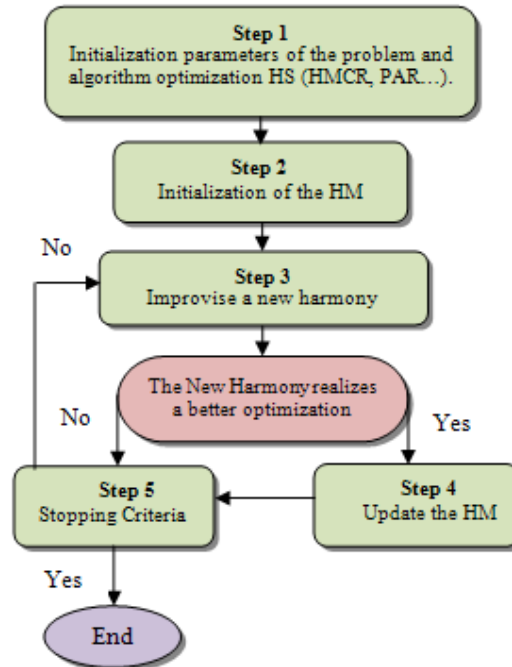 Step 1
Initialization parameters of the problem and
algorithm optimization HS (HMCR, PAR...).
Step 2
Initialization of the HM
No
Step 3
Improvise a new harmony
The New Harmony realizes
a better optimization
No
Yes
Step 5
Stopping Criteria
Step 4
Update the HM
Yes
End